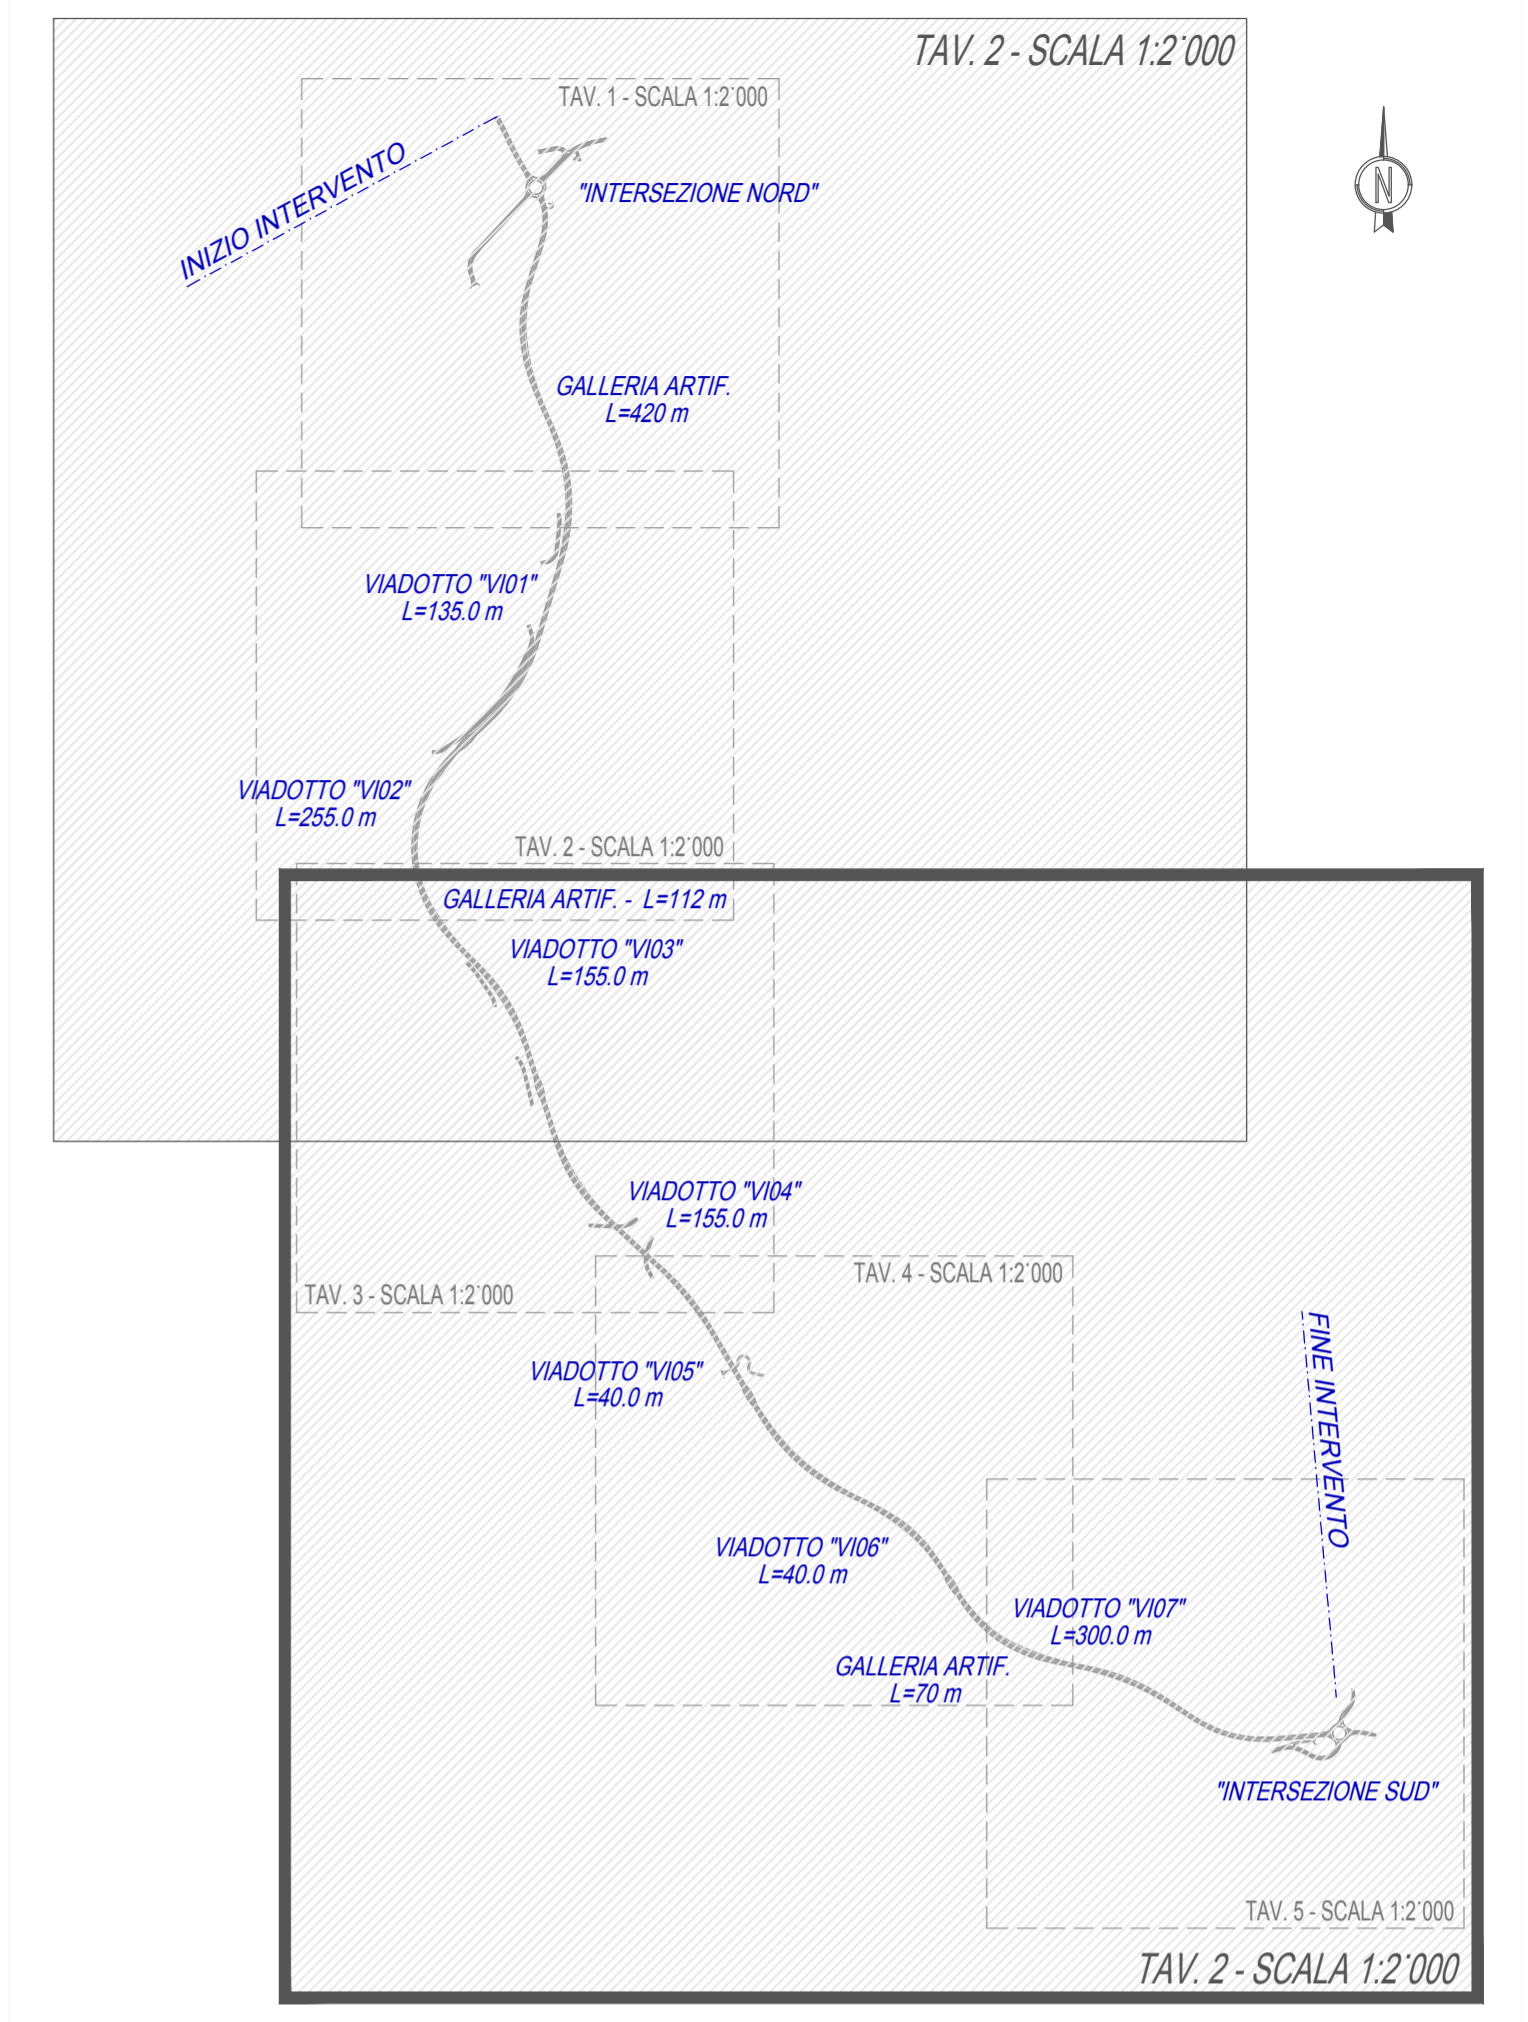 TAV. 2 - SCALA 1:2˙000
TAV. 1 - SCALA 1:2˙000
INIZIO INTERVENTO
"INTERSEZIONE NORD"
N
GALLERIA ARTIF.
L=420 m
VIADOTTO "VI01"
L=135.0 m
VIADOTTO "VI02"
L=255.0 m
TAV. 2 - SCALA 1:2˙000
GALLERIA ARTIF. - L=112 m
VIADOTTO "VI03"
L=155.0 m
VIADOTTO "VI04"
L=155.0 m
TAV. 4 - SCALA 1:2˙000
TAV. 3 - SCALA 1:2˙000
FINE INTERVENTO
VIADOTTO "VI05"
L=40.0 m
VIADOTTO "VI06"
L=40.0 m
VIADOTTO "VI07"
L=300.0 m
GALLERIA ARTIF.
L=70 m
"INTERSEZIONE SUD"
TAV. 5 - SCALA 1:2˙000
TAV. 2 - SCALA 1:2˙000